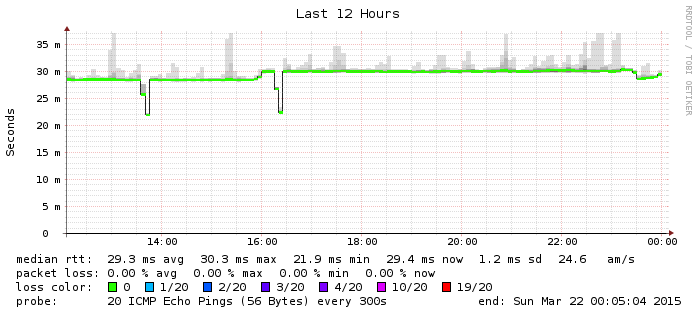 Last 12 Hours
RRDTOOL / TOBI OETIKER
Seconds
35 m
30 m
25 m
20 m
15 m
10 m
5 m
0
14:00 16:00 18:00 20:00 22:00 00:00
median rtt: 29.3 ms avg 30.3 ms max 21.9 ms min 29.4 ms now 1.2 ms sd 24.6 am/s
packet loss: 0.00 % avg 0.00 % max 0.00 % min 0.00 % now
loss color: 0 1/20 2/20 3/20 4/20 10/20 19/20
probe: 20 ICMP Echo Pings (56 Bytes) every 300s end: Sun Mar 22 00:05:04 2015